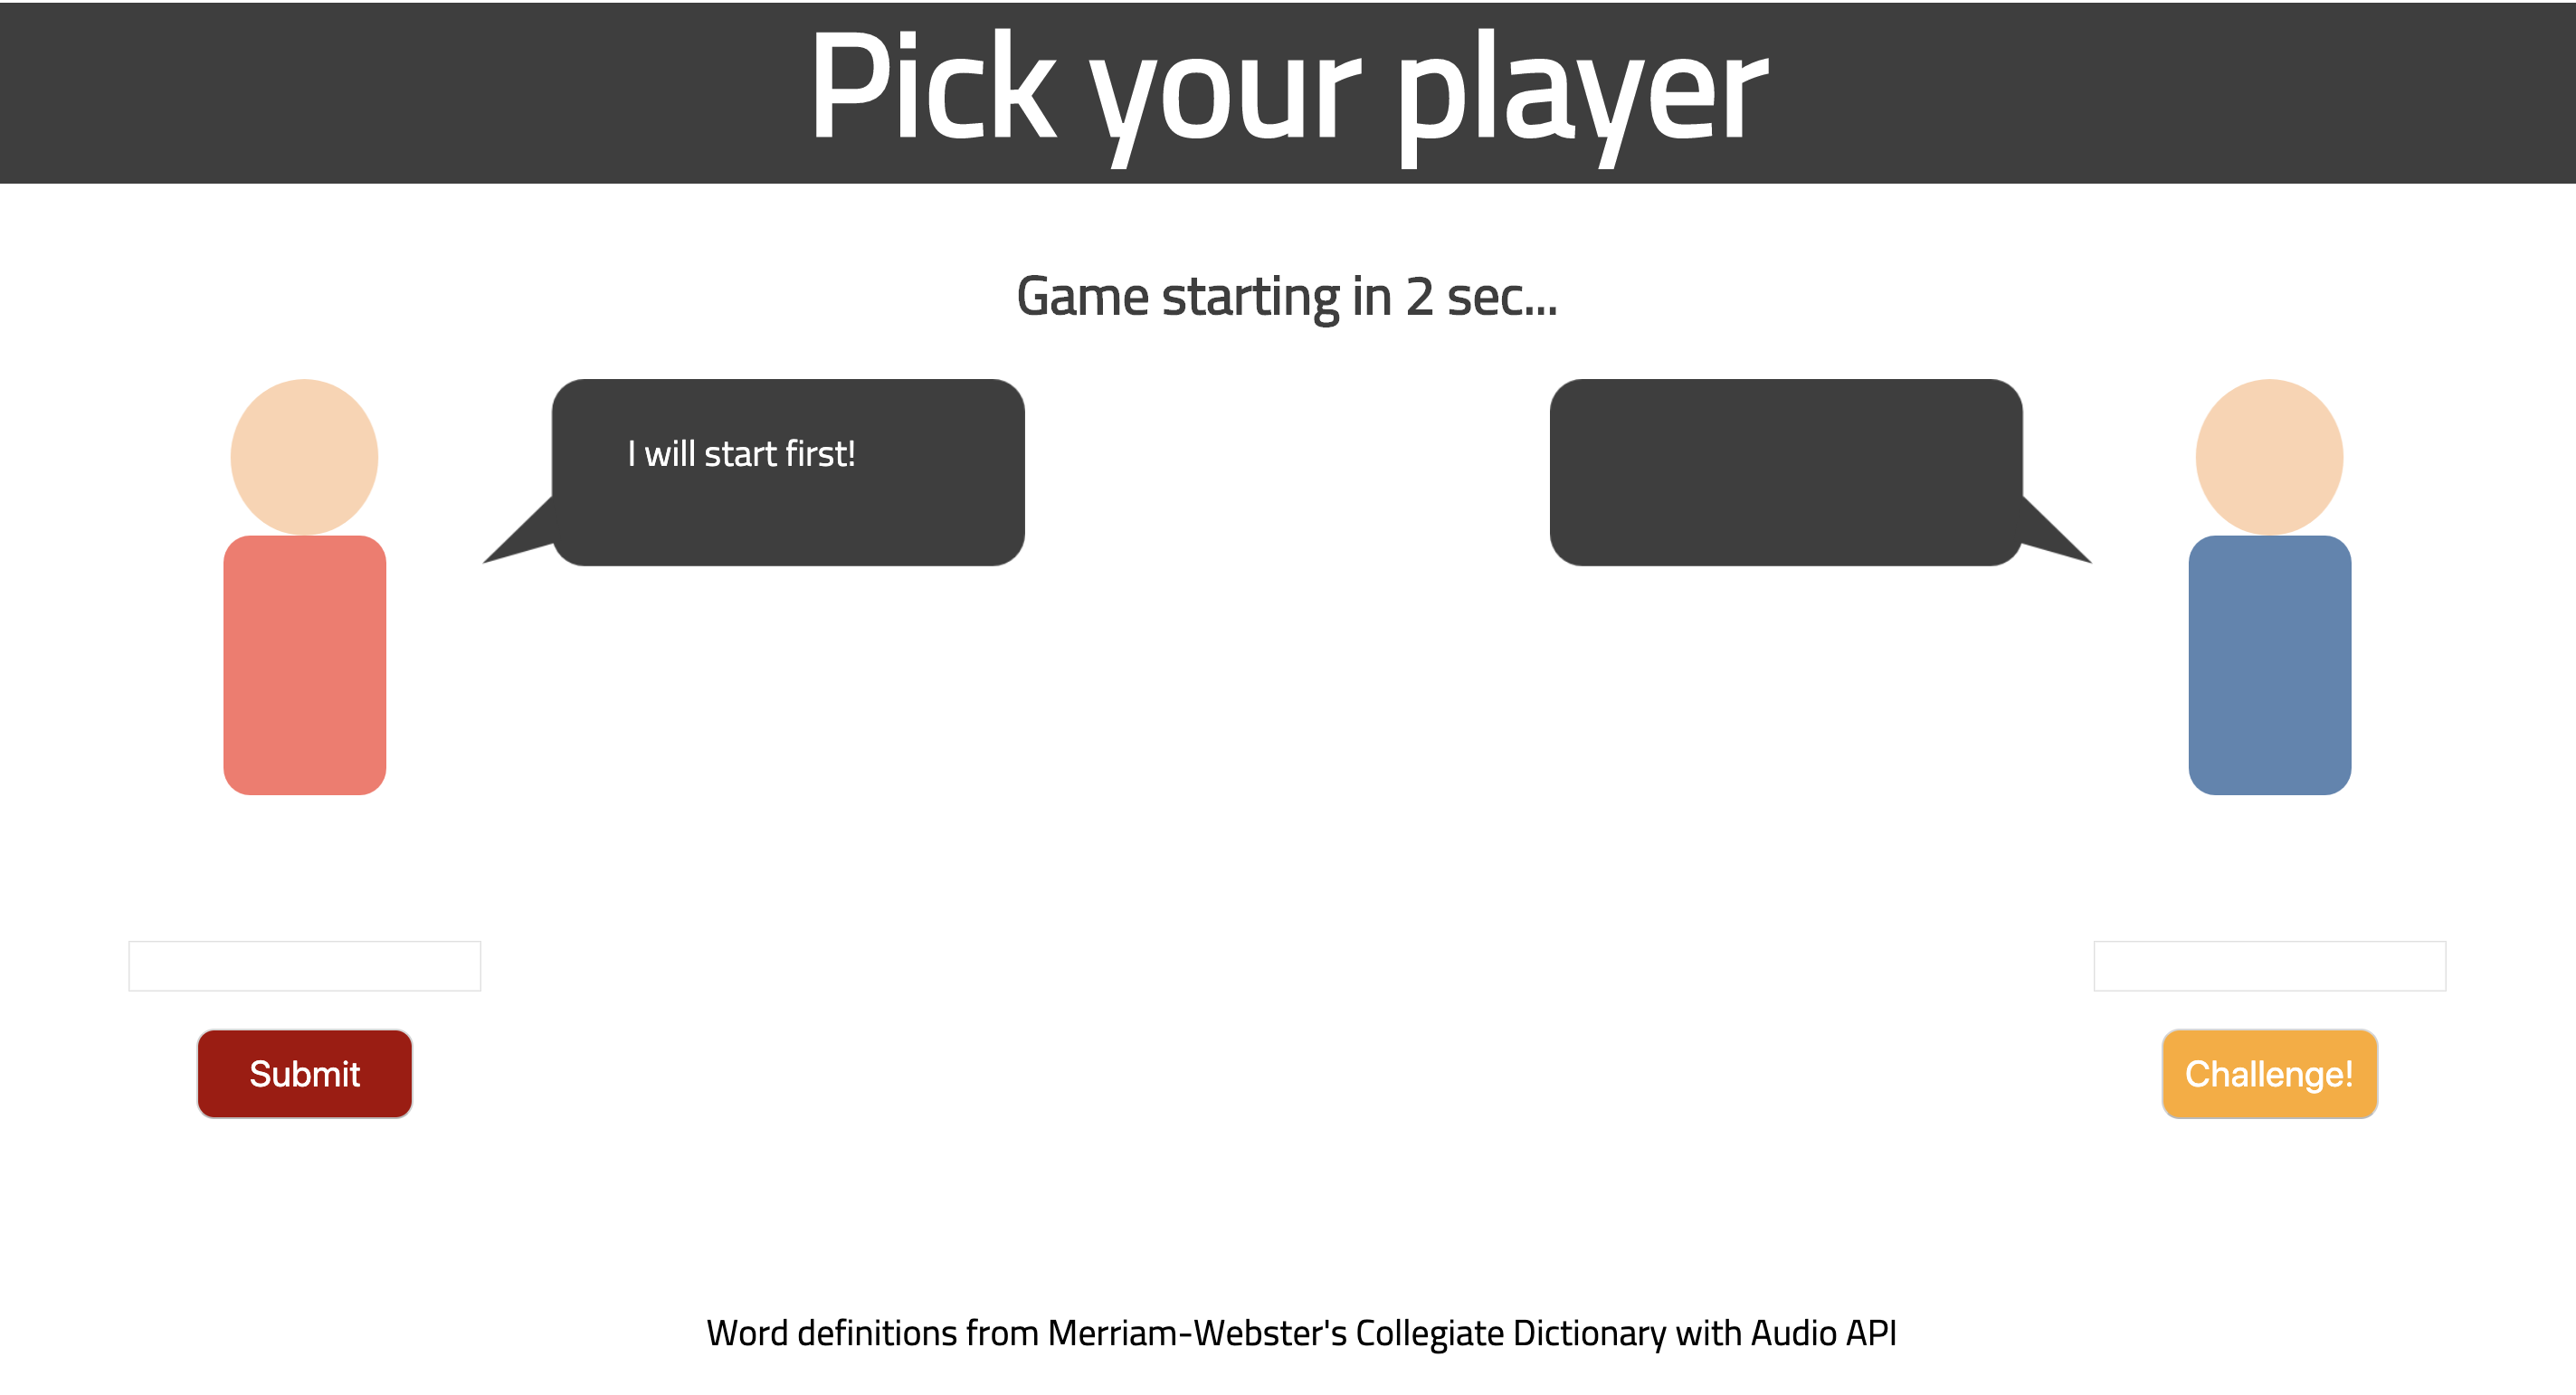 Pick your player
Game starting in 2 sec...
I will start first!
Submit
Challenge!
Word definitions from Merriam-Webster's Collegiate Dictionary with Audio API